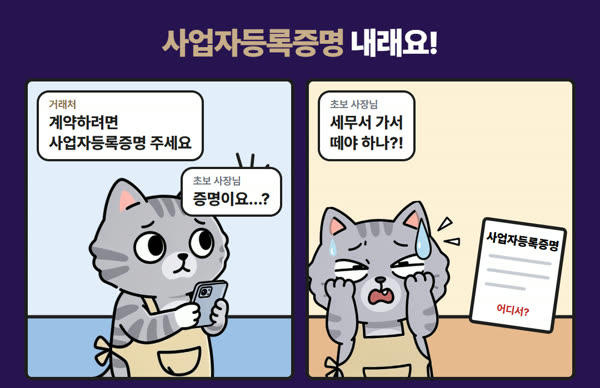 사업자등록증명 내래요!
거래처
계약하려면
사업자등록증명 주세요
초보 사장님
증명이요...?
초보 사장님
세무서 가서
떼야 하나?!
사업자등록증명
어디서?